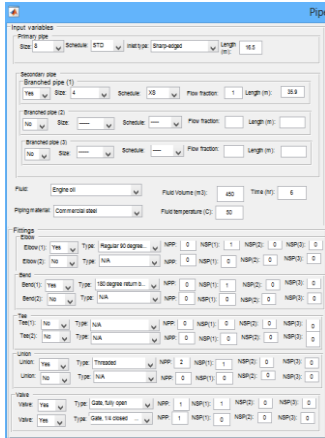 Pipe
Input variables
Primary pipe
Size: 8 Schedule: STD Inlet type: Sharp-edged Length (m): 16.5
Secondary pipe
Branched pipe (1)
Yes Size: 4 Schedule: XS Flow fraction: 1 Length (m): 35.9
Branched pipe (2)
No Size: ---- Schedule: ---- Flow fraction: Length (m):
Branched pipe (3)
No Size: ---- Schedule: ---- Flow fraction: Length (m):
Fluid: Engine oil Fluid Volume (m3): 450 Time (hr): 6
Piping material: Commercial steel Fluid temperature (C): 50
Fittings
Elbow
Elbow (1): Yes Type: Regular 90 degree... NPP: 0 NSP(1): 1 NSP(2): 0 NSP(3): 0
Elbow (2): No Type: N/A NPP: 0 NSP(1): 0 NSP(2): 0 NSP(3): 0
Bend
Bend(1): Yes Type: 180 degree return b... NPP: 0 NSP(1): 1 NSP(2): 0 NSP(3): 0
Bend(2): No Type: N/A NPP: 0 NSP(1): 0 NSP(2): 0 NSP(3): 0
Tee
Tee(1): No Type: N/A NPP: 0 NSP(1): 0 NSP(2): 0 NSP(3): 0
Tee(2): No Type: N/A NPP: 0 NSP(1): 0 NSP(2): 0 NSP(3): 0
Union
Union: Yes Type: Threaded NPP: 2 NSP(1): 1 NSP(2): 0 NSP(3): 0
Union: No Type: N/A NPP: 0 NSP(1): 0 NSP(2): 0 NSP(3): 0
Valve
Valve: Yes Type: Gate, fully open NPP: 1 NSP(1): 1 NSP(2): 0 NSP(3): 0
Valve: Yes Type: Gate, 1/4 closed ... NPP: 1 NSP(1): 0 NSP(2): 0 NSP(3): 0